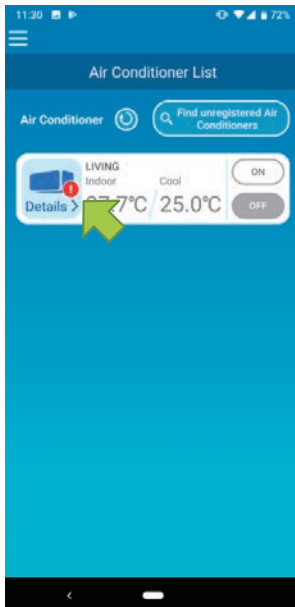 11:30
72%
Air Conditioner List
Air Conditioner
Find unregistered Air
Conditioners
LIVING
Indoor
Cool
ON
Details >
7°C
25.0°C
OFF